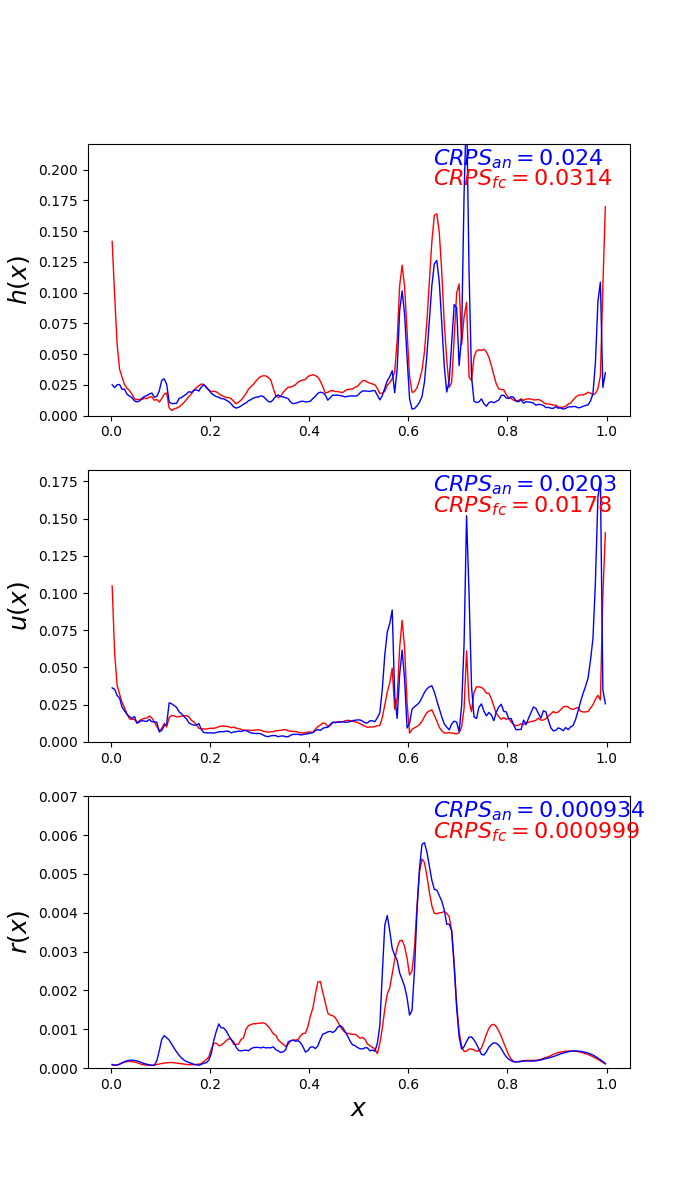 CRPS_an = 0.024
CRPS_fc = 0.0314
0.200
0.175
0.150
0.125
0.100
0.075
0.050
0.025
0.000
h(x)
0.0 0.2 0.4 0.6 0.8 1.0
CRPS_an = 0.0203
CRPS_fc = 0.0178
0.175
0.150
0.125
0.100
0.075
0.050
0.025
0.000
u(x)
0.0 0.2 0.4 0.6 0.8 1.0
CRPS_an = 0.000934
CRPS_fc = 0.000999
0.007
0.006
0.005
0.004
0.003
0.002
0.001
0.000
r(x)
0.0 0.2 0.4 0.6 0.8 1.0
x